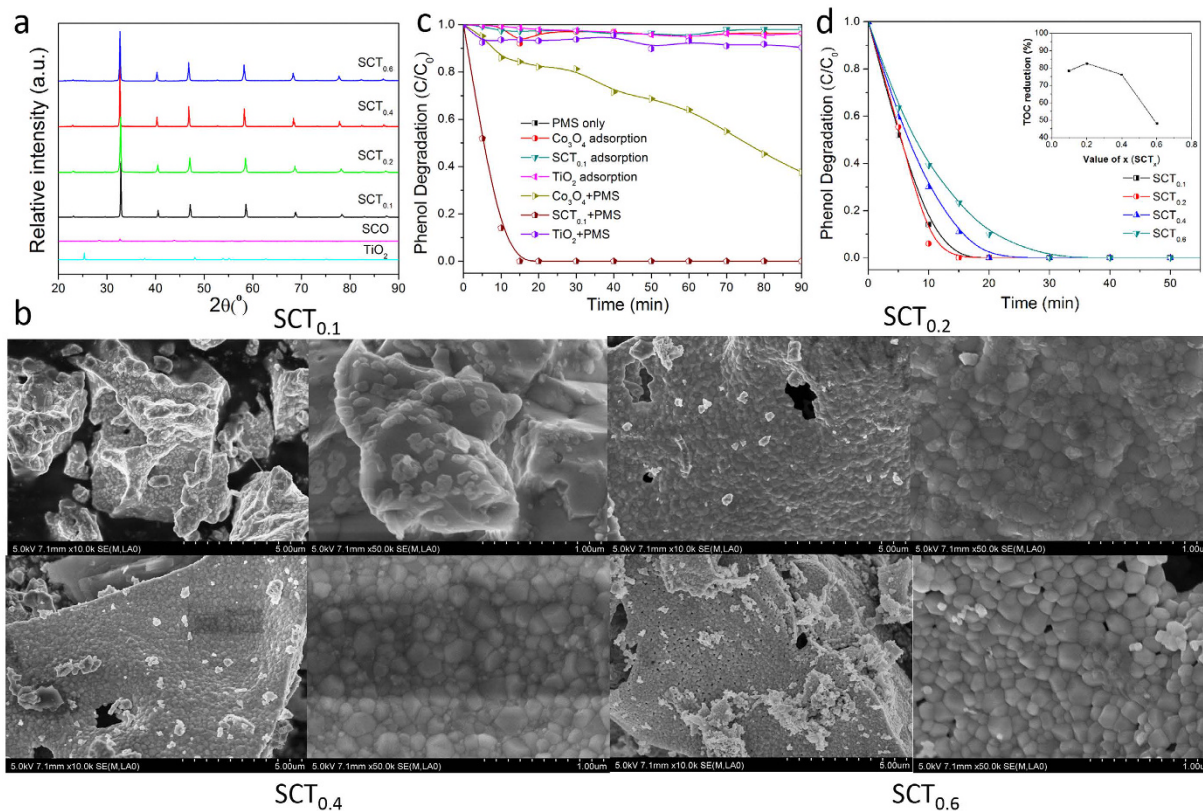 a
Relative intensity (a.u.)
SCT0.6
SCT0.4
SCT0.2
SCT0.1
SCO
TiO2
20 30 40 50 60 70 80 90
2θ(°
c
Phenol Degradation (C/C0)
1.0
0.8
0.6
0.4
0.2
0.0
PMS only
Co3O4 adsorption
SCT0.1 adsorption
TiO2 adsorption
Co3O4+PMS
SCT0.1+PMS
TiO2+PMS
0 10 20 30 40 50 60 70 80 90
Time (min)
d
Phenol Degradation (C/C0)
1.0
0.8
0.6
0.4
0.2
0.0
TOC reduction (%)
100
90
80
70
60
50
40
0.0 0.2 0.4 0.6 0.8
Value of x (SCTx)
SCT0.1
SCT0.2
SCT0.4
SCT0.6
0 10 20 30 40 50
Time (min)
b
SCT0.1
SCT0.2
5.0kV 7.1mm x10.0k SE(M,LA0) 5.00um
5.0kV 7.1mm x50.0k SE(M,LA0) 1.00um
5.0kV 7.1mm x10.0k SE(M,LA0) 5.00um
5.0kV 7.1mm x50.0k SE(M,LA0) 1.00um
5.0kV 7.1mm x10.0k SE(M,LA0) 5.00um
5.0kV 7.1mm x50.0k SE(M,LA0) 1.00um
5.0kV 7.1mm x10.0k SE(M,LA0) 5.00um
5.0kV 7.1mm x50.0k SE(M,LA0) 1.00um
SCT0.4
SCT0.6